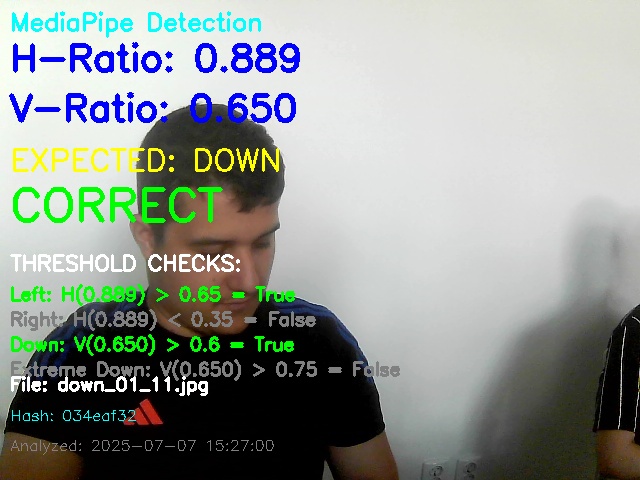 MediaPipe Detection
H-Ratio: 0.889
V-Ratio: 0.650
EXPECTED: DOWN
CORRECT
THRESHOLD CHECKS:
Left: H(0.889) > 0.65 = True
Right: H(0.889) < 0.35 = False
Down: V(0.650) > 0.6 = True
Extreme Down: V(0.650) > 0.75 = False
File: down_01_11.jpg
Hash: 034eaf32
Analyzed: 2025-07-07 15:27:00